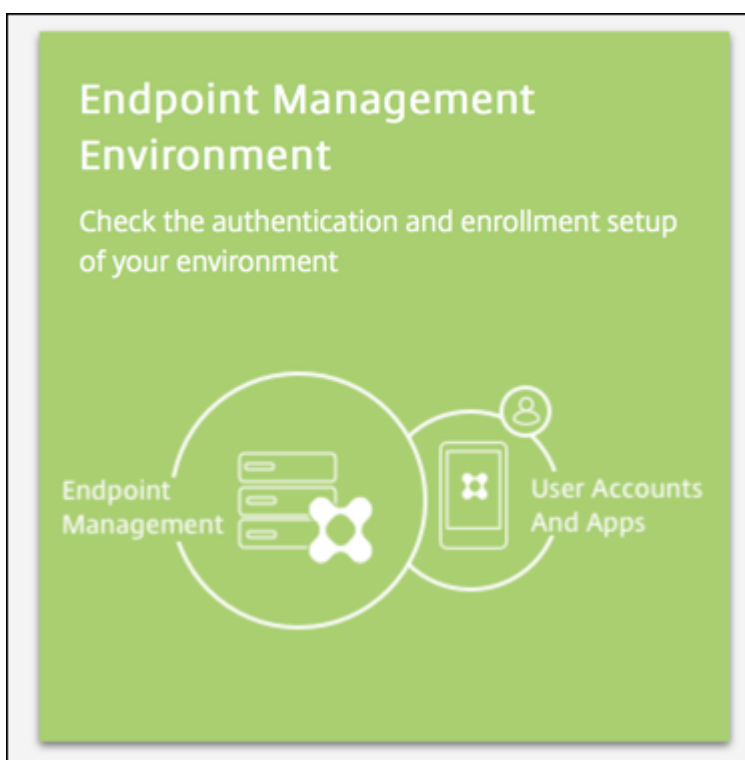 Endpoint Management
Environment
Check the authentication and enrollment setup
of your environment
Endpoint
Management
User Accounts
And Apps